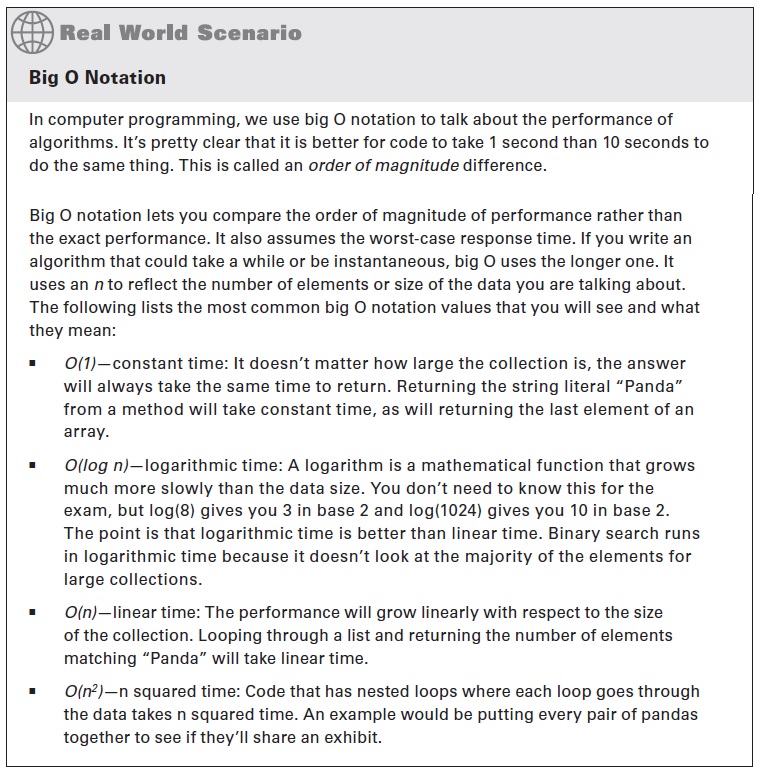 Real World Scenario
Big O Notation
In computer programming, we use big O notation to talk about the performance of
algorithms. It's pretty clear that it is better for code to take 1 second than 10 seconds to
do the same thing. This is called an order of magnitude difference.
Big O notation lets you compare the order of magnitude of performance rather than
the exact performance. It also assumes the worst-case response time. If you write an
algorithm that could take a while or be instantaneous, big O uses the longer one. It
uses an n to reflect the number of elements or size of the data you are talking about.
The following lists the most common big O notation values that you will see and what
they mean:
▪ O(1)—constant time: It doesn't matter how large the collection is, the answer
will always take the same time to return. Returning the string literal “Panda”
from a method will take constant time, as will returning the last element of an
array.
▪ O(log n)—logarithmic time: A logarithm is a mathematical function that grows
much more slowly than the data size. You don't need to know this for the
exam, but log(8) gives you 3 in base 2 and log(1024) gives you 10 in base 2.
The point is that logarithmic time is better than linear time. Binary search runs
in logarithmic time because it doesn't look at the majority of the elements for
large collections.
▪ O(n)—linear time: The performance will grow linearly with respect to the size
of the collection. Looping through a list and returning the number of elements
matching “Panda” will take linear time.
▪ O(n²)—n squared time: Code that has nested loops where each loop goes through
the data takes n squared time. An example would be putting every pair of pandas
together to see if they'll share an exhibit.